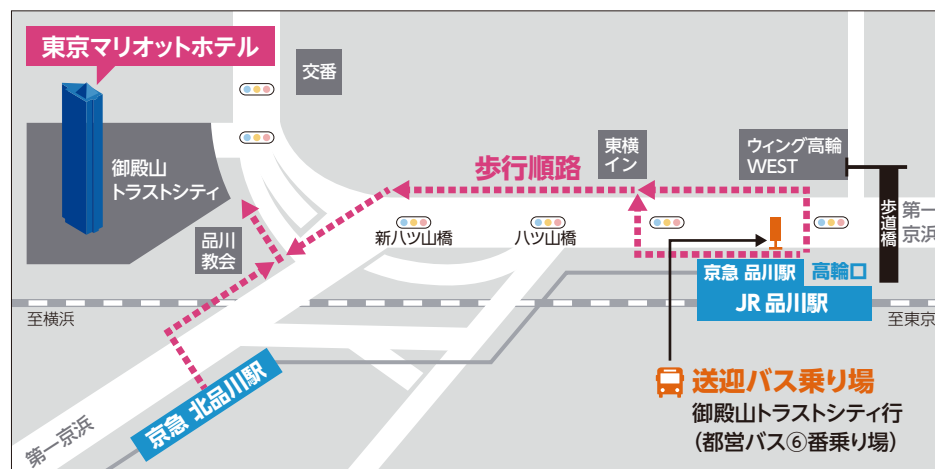 東京マリオットホテル
交番
御殿山
トラストシティ
東横
イン
ウィング高輪
WEST
歩行順路
歩道橋
第一
京浜
品川
教会
新八ツ山橋
八ツ山橋
京急 品川駅
高輪口
JR 品川駅
至横浜
至東京
京急 北品川駅
第一京浜
送迎バス乗り場
御殿山トラストシティ行
（都営バス⑥番乗り場）